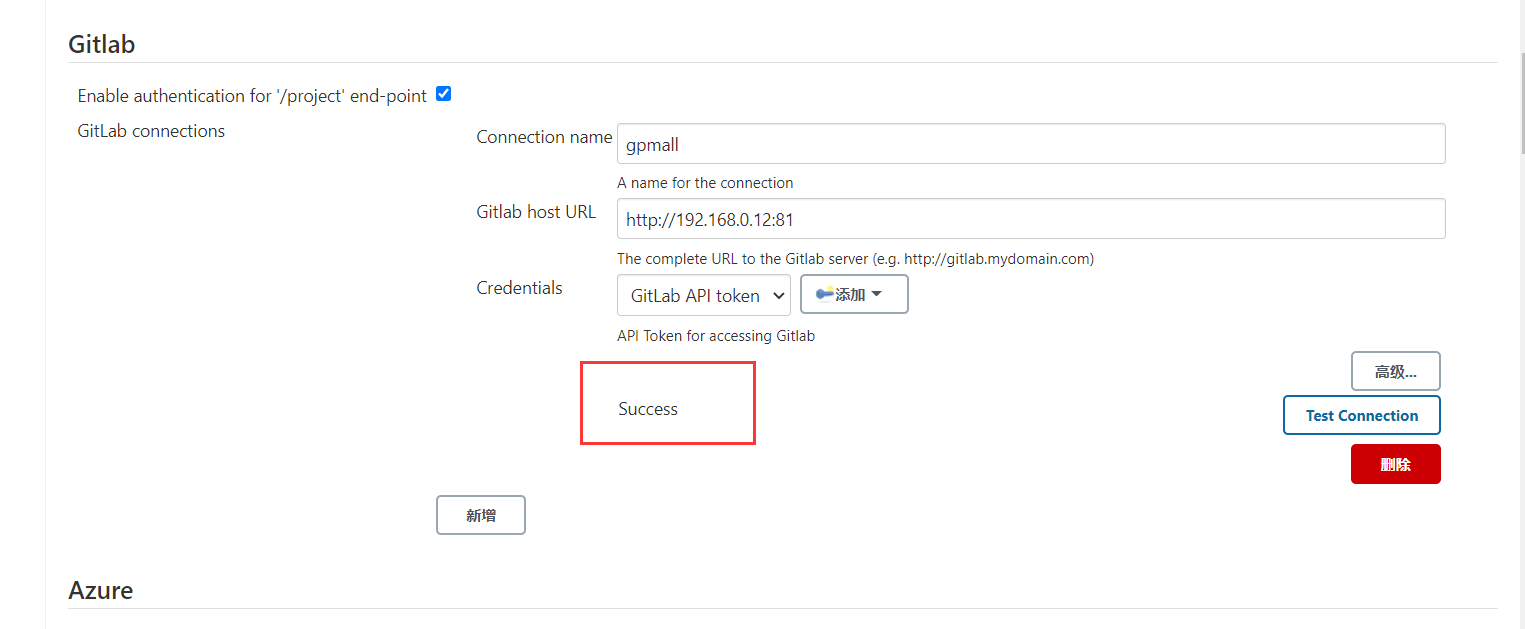 Gitlab
Enable authentication for '/project' end-point
GitLab connections
Connection name
gpmall
A name for the connection
Gitlab host URL
http://192.168.0.12:81
The complete URL to the Gitlab server (e.g. http://gitlab.mydomain.com)
Credentials
GitLab API token
添加
API Token for accessing Gitlab
高级...
Success
Test Connection
删除
新增
Azure